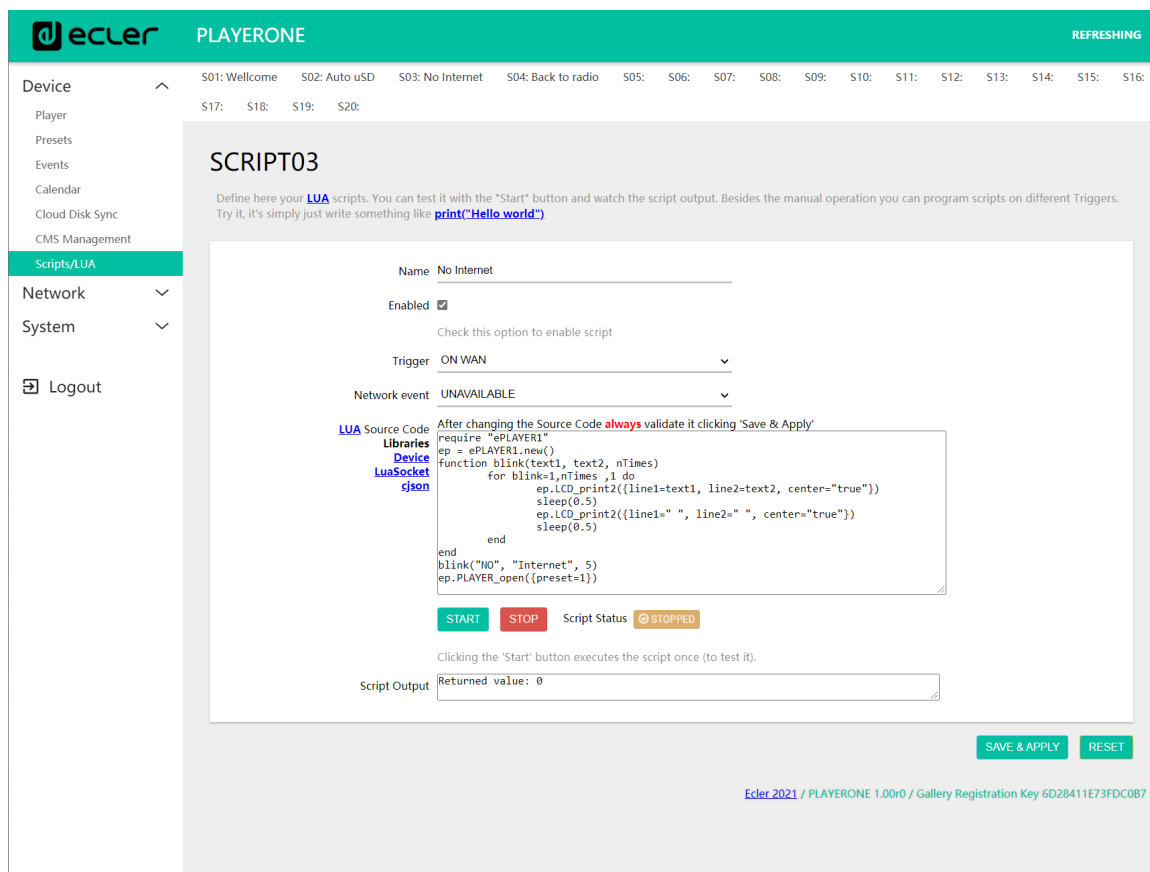 ecler
PLAYERONE
REFRESHING
Device
Player
Presets
Events
Calendar
Cloud Disk Sync
CMS Management
Scripts/LUA
Network
System
Logout
S01: Wellcome S02: Auto uSD S03: No Internet S04: Back to radio S05: S06: S07: S08: S09: S10: S11: S12: S13: S14: S15: S16:
S17: S18: S19: S20:
SCRIPT03
Define here your LUA scripts. You can test it with the "Start" button and watch the script output. Besides the manual operation you can program scripts on different Triggers.
Try it, it's simply just write something like print("Hello world")
Name No Internet
Enabled
Check this option to enable script
Trigger ON WAN
Network event UNAVAILABLE
LUA Source Code
Libraries
Device
LuaSocket
cjson
After changing the Source Code always validate it clicking 'Save & Apply'
require "ePLAYER1"
ep = ePLAYER1.new()
function blink(text1, text2, nTimes)
for blink=1,nTimes ,1 do
ep.LCD_print2({line1=text1, line2=text2, center="true"})
sleep(0.5)
ep.LCD_print2({line1=" ", line2=" ", center="true"})
sleep(0.5)
end
end
blink("NO", "Internet", 5)
ep.PLAYER_open({preset=1})
START STOP Script Status STOPPED
Clicking the 'Start' button executes the script once (to test it).
Script Output Returned value: 0
SAVE & APPLY RESET
Ecler 2021 / PLAYERONE 1.00r0 / Gallery Registration Key 6D28411E73FDC0B7